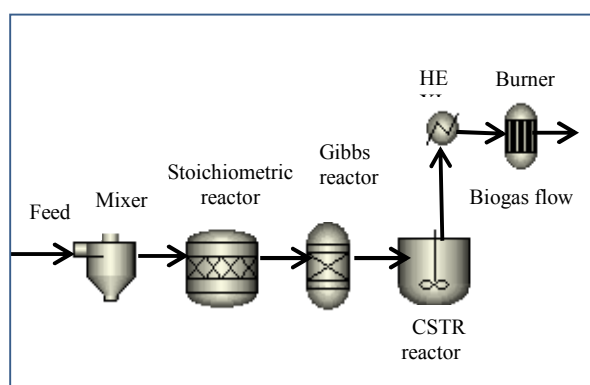 HE
Burner
Stoichiometric
reactor
Gibbs
reactor
Feed
Mixer
Biogas flow
CSTR
reactor